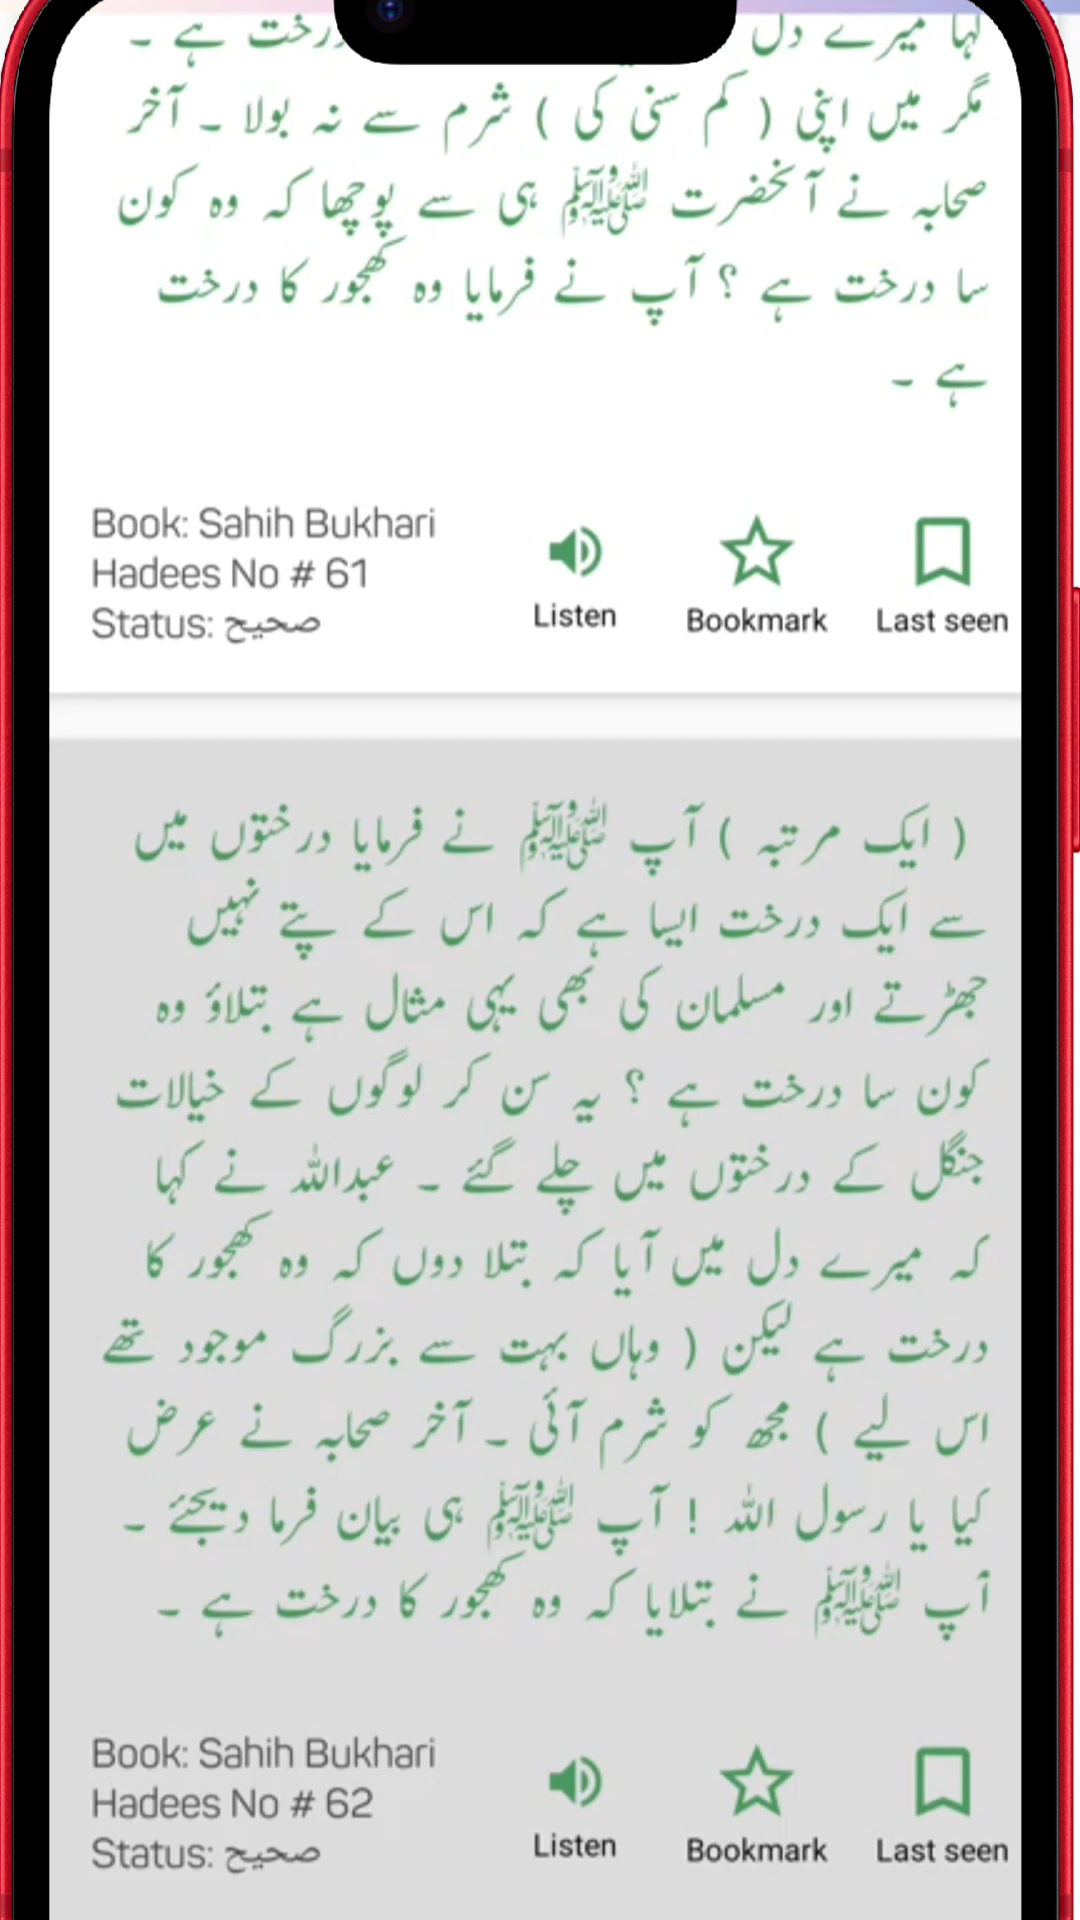 کہا میرے دل درخت ہے ۔
مگر میں اپنی ( کم سنی کی ) شرم سے نہ بولا ۔ آخر
صحابہ نے آنحضرت ﷺ ہی سے پوچھا کہ وہ کون
سا درخت ہے ؟ آپ نے فرمایا وہ کھجور کا درخت
ہے ۔
Book: Sahih Bukhari
Hadees No # 61
Status: صحیح
Listen
Bookmark
Last seen
( ایک مرتبہ ) آپ ﷺ نے فرمایا درختوں میں
سے ایک درخت ایسا ہے کہ اس کے پتے نہیں
جھڑتے اور مسلمان کی بھی یہی مثال ہے بتلاؤ وہ
کون سا درخت ہے ؟ یہ سن کر لوگوں کے خیالات
جنگل کے درختوں میں چلے گئے ۔ عبداللہ نے کہا
کہ میرے دل میں آیا کہ بتلا دوں کہ وہ کھجور کا
درخت ہے لیکن ( وہاں بہت سے بزرگ موجود تھے
اس لیے ) مجھ کو شرم آئی ۔ آخر صحابہ نے عرض
کیا یا رسول اللہ ! آپ ﷺ ہی بیان فرما دیجئے ۔
آپ ﷺ نے بتلایا کہ وہ کھجور کا درخت ہے ۔
Book: Sahih Bukhari
Hadees No # 62
Status: صحیح
Listen
Bookmark
Last seen